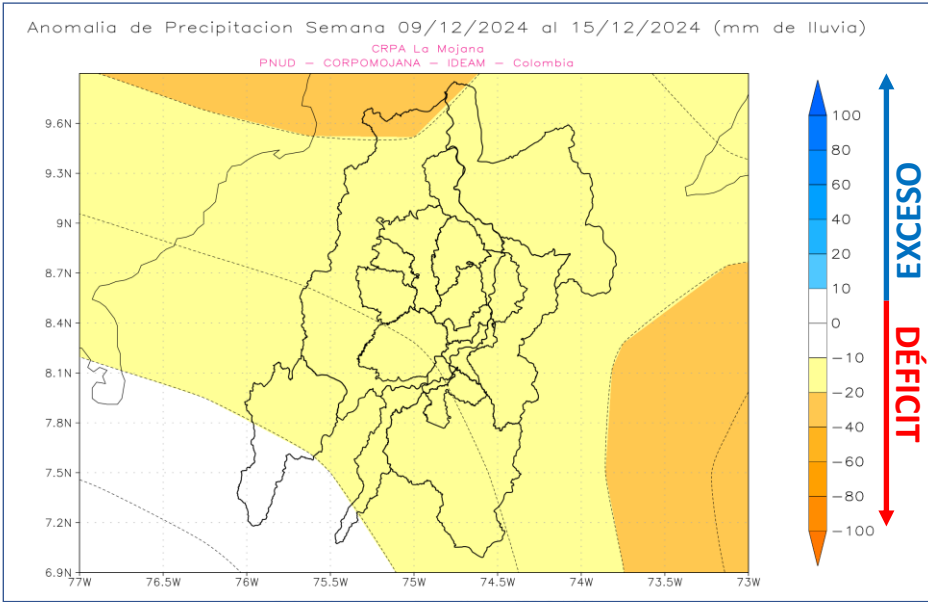 Anomalia de Precipitacion Semana 09/12/2024 al 15/12/2024 (mm de lluvia)
CRPA La Mojana
PNUD – CORPOMOJANA – IDEAM – Colombia
9.6N
9.3N
9N
8.7N
8.4N
8.1N
7.8N
7.5N
7.2N
6.9N
77W 76.5W 76W 75.5W 75W 74.5W 74W 73.5W 73W
100
80
60
40
20
10
0
−10
−20
−40
−60
−80
−100
EXCESO
DÉFICIT